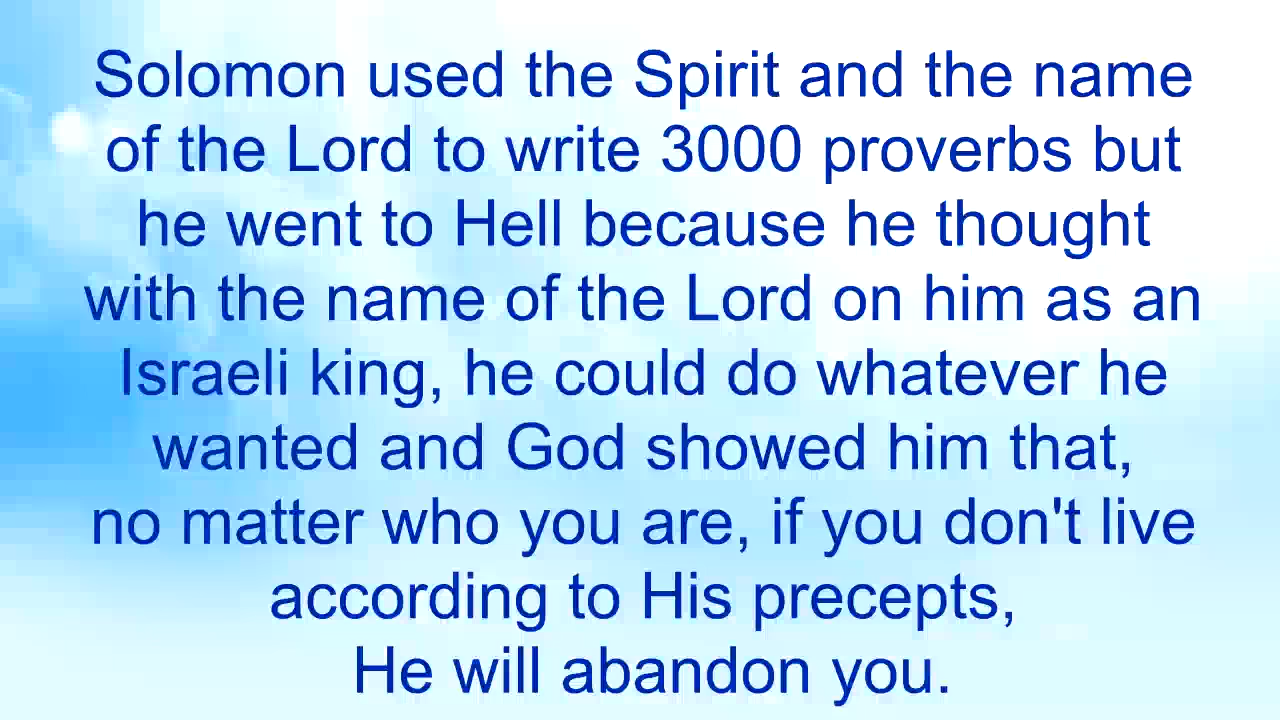 Solomon used the Spirit and the name
of the Lord to write 3000 proverbs but
he went to Hell because he thought
with the name of the Lord on him as an
Israeli king, he could do whatever he
wanted and God showed him that,
no matter who you are, if you don't live
according to His precepts,
He will abandon you.